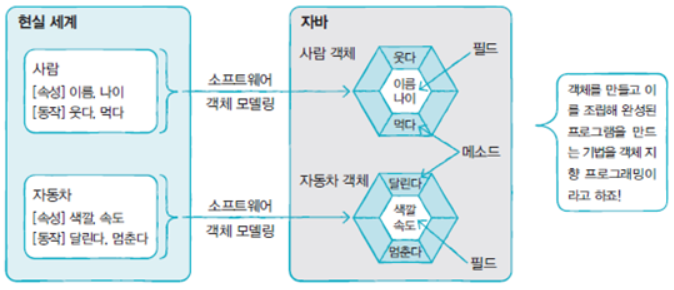 현실 세계
사람
[속성] 이름, 나이
[동작] 웃다, 먹다
자동차
[속성] 색깔, 속도
[동작] 달린다, 멈춘다
소프트웨어
객체 모델링
소프트웨어
객체 모델링
자바
사람 객체
웃다
이름
나이
먹다
필드
메소드
자동차 객체
달린다
색깔
속도
멈춘다
필드
객체를 만들고 이
를 조립해 완성된
프로그램을 만드
는 기법을 객체 지
향 프로그래밍이
라고 하죠!